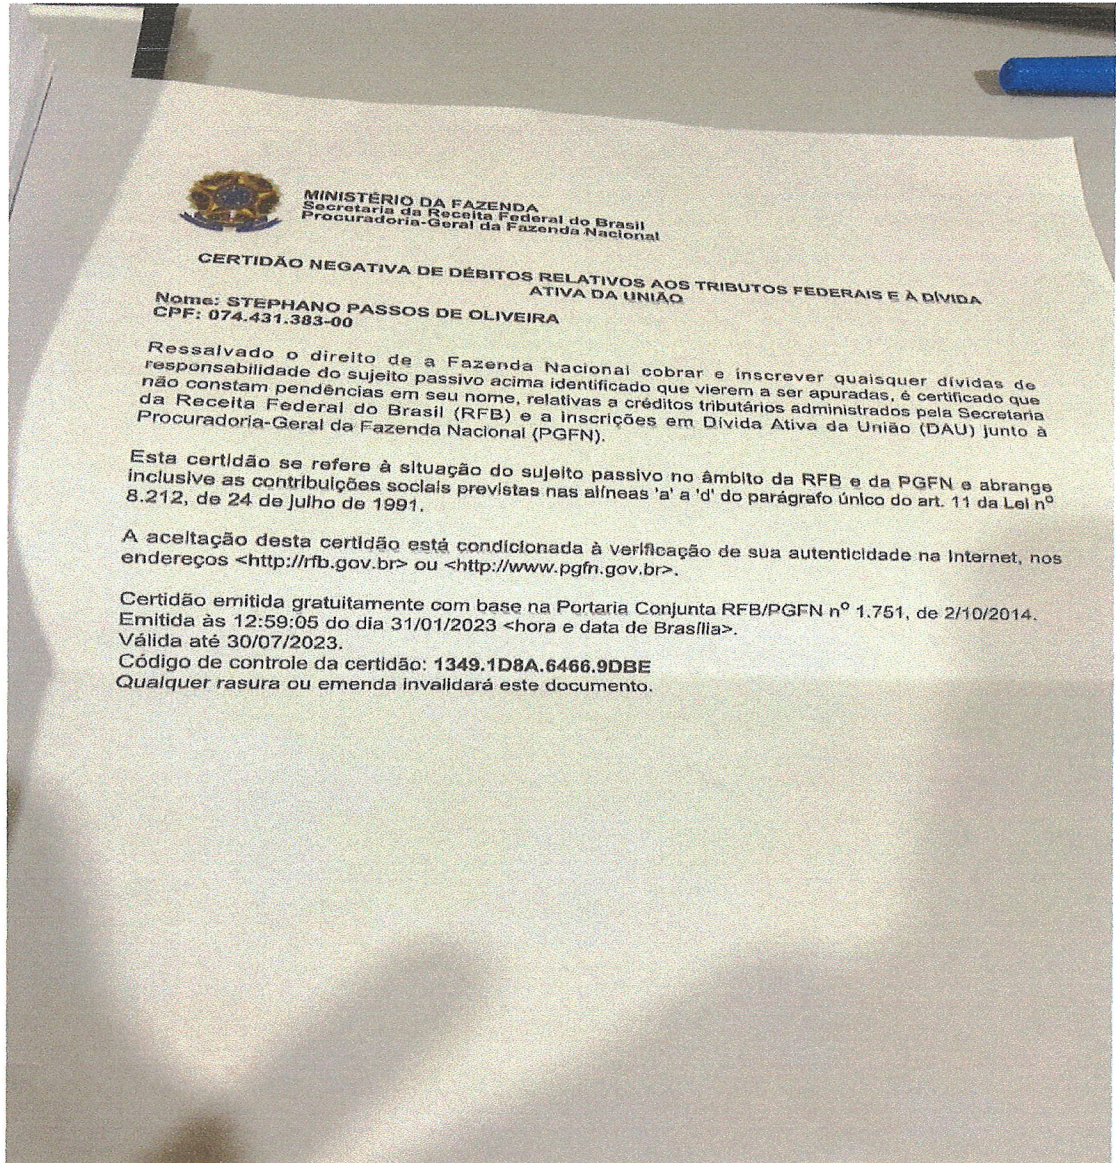 MINISTÉRIO DA FAZENDA
Secretaria da Receita Federal do Brasil
Procuradoria-Geral da Fazenda Nacional
CERTIDÃO NEGATIVA DE DÉBITOS RELATIVOS AOS TRIBUTOS FEDERAIS E À DÍVIDA
ATIVA DA UNIÃO
Nome: STEPHANO PASSOS DE OLIVEIRA
CPF: 074.431.383-00
Ressalvado o direito de a Fazenda Nacional cobrar e inscrever quaisquer dívidas de
responsabilidade do sujeito passivo acima identificado que vierem a ser apuradas, é certificado que
não constam pendências em seu nome, relativas a créditos tributários administrados pela Secretaria
da Receita Federal do Brasil (RFB) e a inscrições em Dívida Ativa da União (DAU) junto à
Procuradoria-Geral da Fazenda Nacional (PGFN).
Esta certidão se refere à situação do sujeito passivo no âmbito da RFB e da PGFN e abrange
inclusive as contribuições sociais previstas nas alíneas 'a' a 'd' do parágrafo único do art. 11 da Lei nº
8.212, de 24 de julho de 1991.
A aceitação desta certidão está condicionada à verificação de sua autenticidade na Internet, nos
endereços <http://rfb.gov.br> ou <http://www.pgfn.gov.br>.
Certidão emitida gratuitamente com base na Portaria Conjunta RFB/PGFN nº 1.751, de 2/10/2014.
Emitida às 12:59:05 do dia 31/01/2023 <hora e data de Brasília>.
Válida até 30/07/2023.
Código de controle da certidão: 1349.1D8A.6466.9DBE
Qualquer rasura ou emenda invalidará este documento.